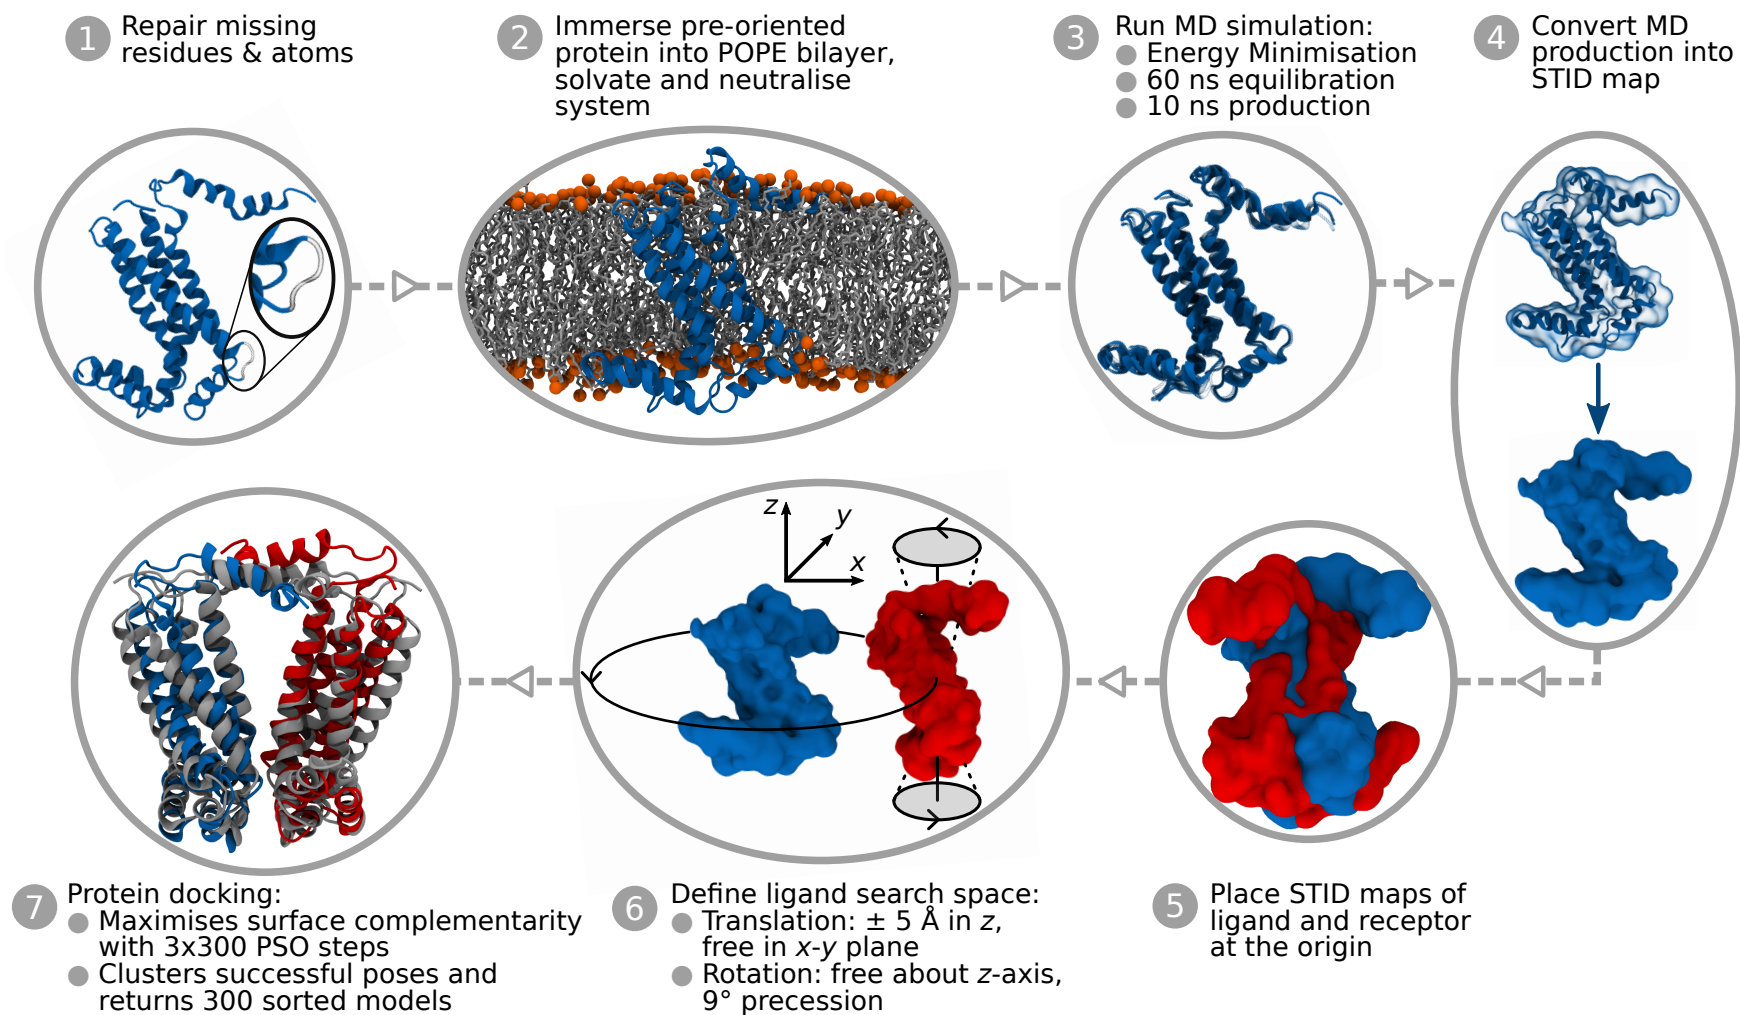 1
Repair missing
residues & atoms
2
Immerse pre-oriented
protein into POPE bilayer,
solvate and neutralise
system
3
Run MD simulation:
Energy Minimisation
60 ns equilibration
10 ns production
4
Convert MD
production into
STID map
z
y
x
7
Protein docking:
Maximises surface complementarity
with 3x300 PSO steps
Clusters successful poses and
returns 300 sorted models
6
Define ligand search space:
Translation: ± 5 Å in z,
free in x-y plane
Rotation: free about z-axis,
9° precession
5
Place STID maps of
ligand and receptor
at the origin